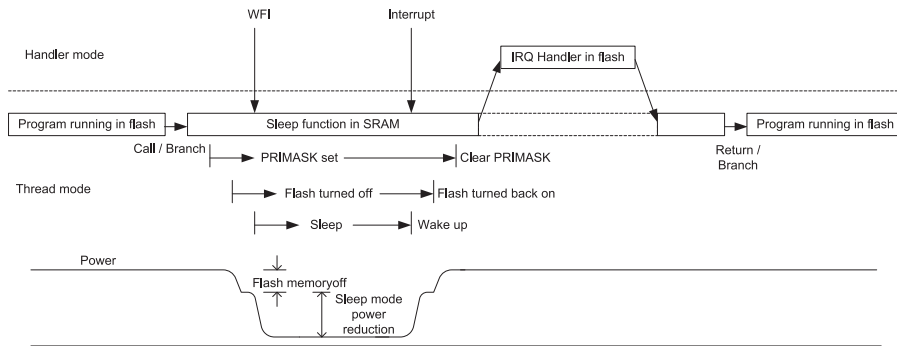 WFI
Interrupt
Handler mode
IRQ Handler in flash
Program running in flash
Sleep function in SRAM
Program running in flash
Call / Branch
PRIMASK set
Clear PRIMASK
Return /
Branch
Thread mode
Flash turned off
Flash turned back on
Sleep
Wake up
Power
Flash memoryoff
Sleep mode
power
reduction